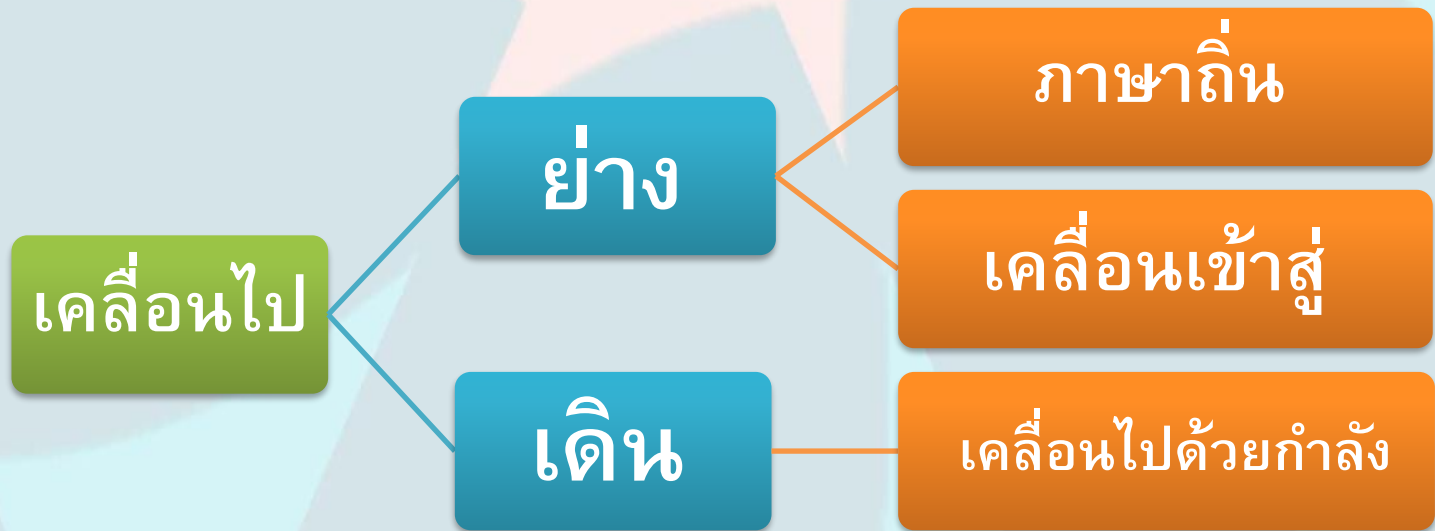 เคลื่อนไป
ย่าง
ภาษาถิ่น
เคลื่อนเข้าสู่
เดิน
เคลื่อนไปด้วยกำลัง